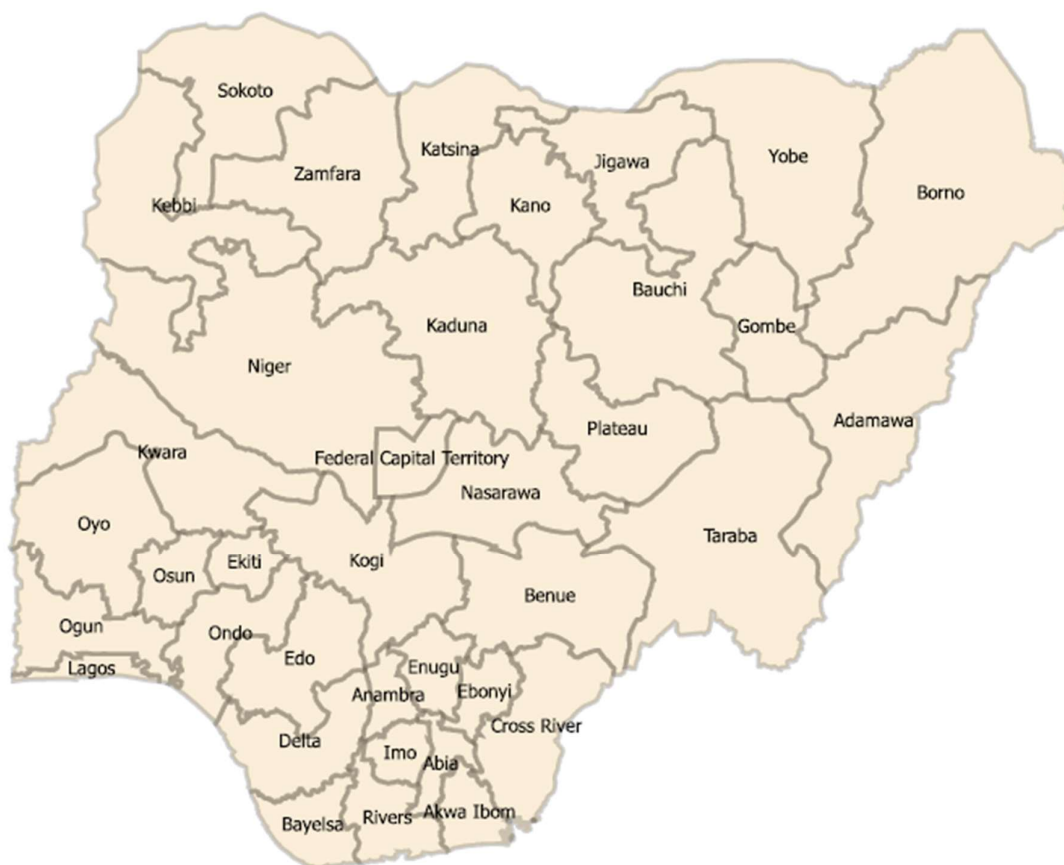 Sokoto
Katsina
Jigawa
Yobe
Zamfara
Borno
Kebbi
Kano
Bauchi
Kaduna
Gombe
Niger
Adamawa
Plateau
Kwara
Federal Capital Territory
Nasarawa
Oyo
Taraba
Kogi
Ekiti
Osun
Benue
Ogun
Ondo
Edo
Lagos
Enugu
Anambra
Ebonyi
Cross River
Delta
Imo
Abia
Akwa Ibom
Rivers
Bayelsa